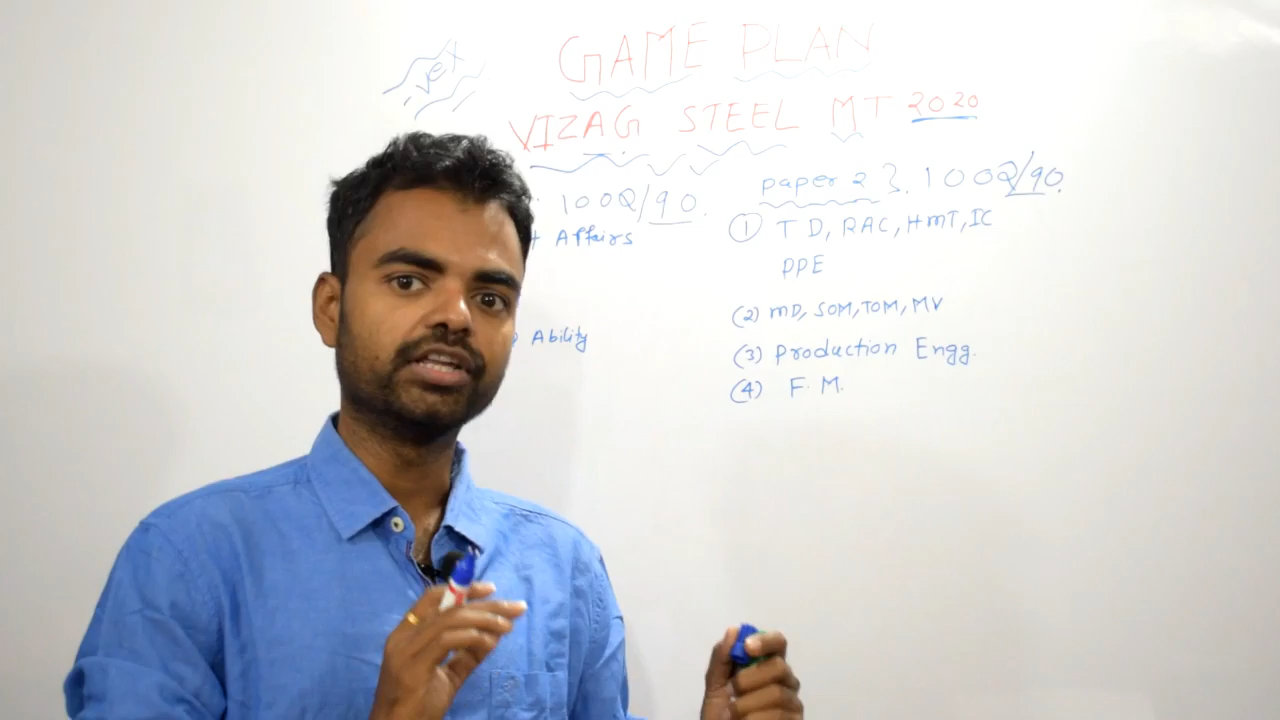 GAME PLAN
VIZAG STEEL MT 2020
100Q/90.
Affairs
Ability
paper 2 3. 100Q/90.
① TD, RAC, HMT, IC
PPE
(2) MD, SOM, TOM, MV
(3) Production Engg.
(4) F.M.